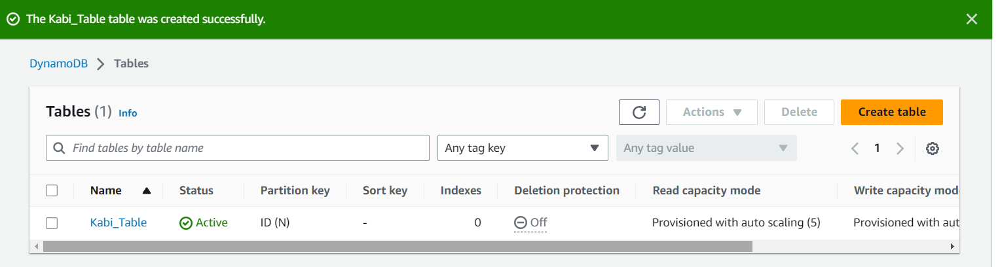 The Kabi_Table table was created successfully.
DynamoDB Tables
Tables (1) Info
Actions Delete Create table
Find tables by table name Any tag key Any tag value 1
Name Status Partition key Sort key Indexes Deletion protection Read capacity mode Write capacity mod
Kabi_Table Active ID (N) - 0 Off Provisioned with auto scaling (5) Provisioned with aut